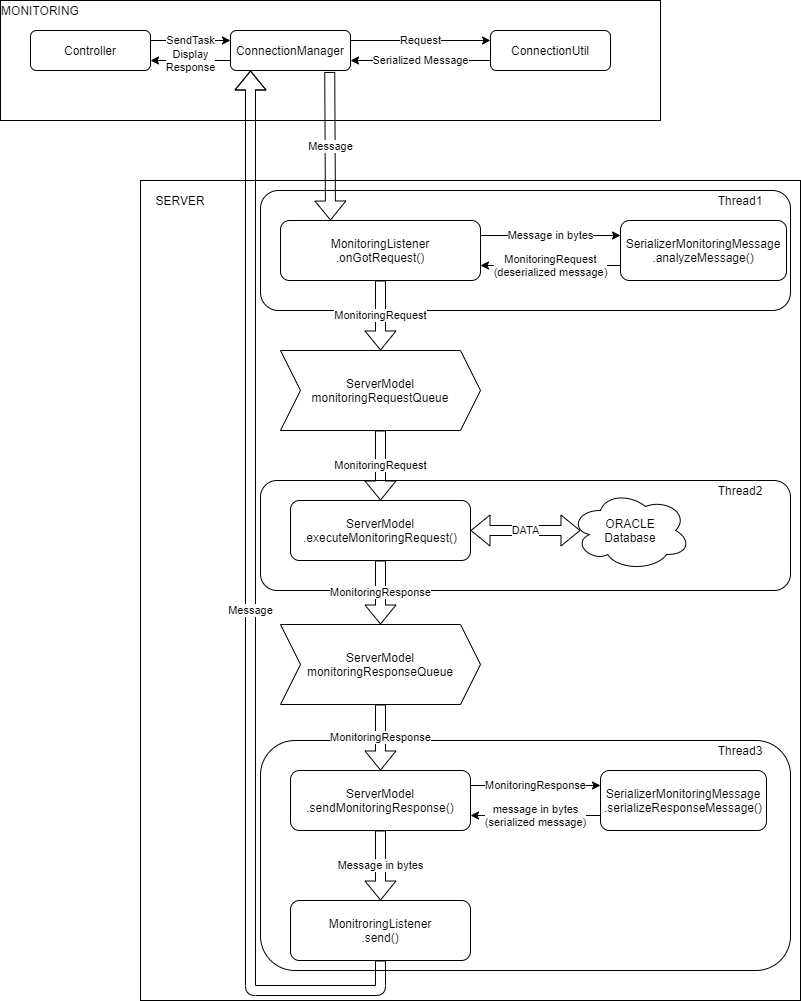 MONITORING
Controller
SendTask
Display
Response
ConnectionManager
Request
Serialized Message
ConnectionUtil
Message
SERVER
Thread1
MonitoringListener
.onGotRequest()
Message in bytes
MonitoringRequest
(deserialized message)
SerializerMonitoringMessage
.analyzeMessage()
MonitoringRequest
ServerModel
monitoringRequestQueue
MonitoringRequest
Thread2
ServerModel
.executeMonitoringRequest()
DATA
ORACLE
Database
MonitoringResponse
Message
ServerModel
monitoringResponseQueue
MonitoringResponse
Thread3
ServerModel
.sendMonitoringResponse()
MonitoringResponse
message in bytes
(serialized message)
SerializerMonitoringMessage
.serializeResponseMessage()
Message in bytes
MonitroringListener
.send()